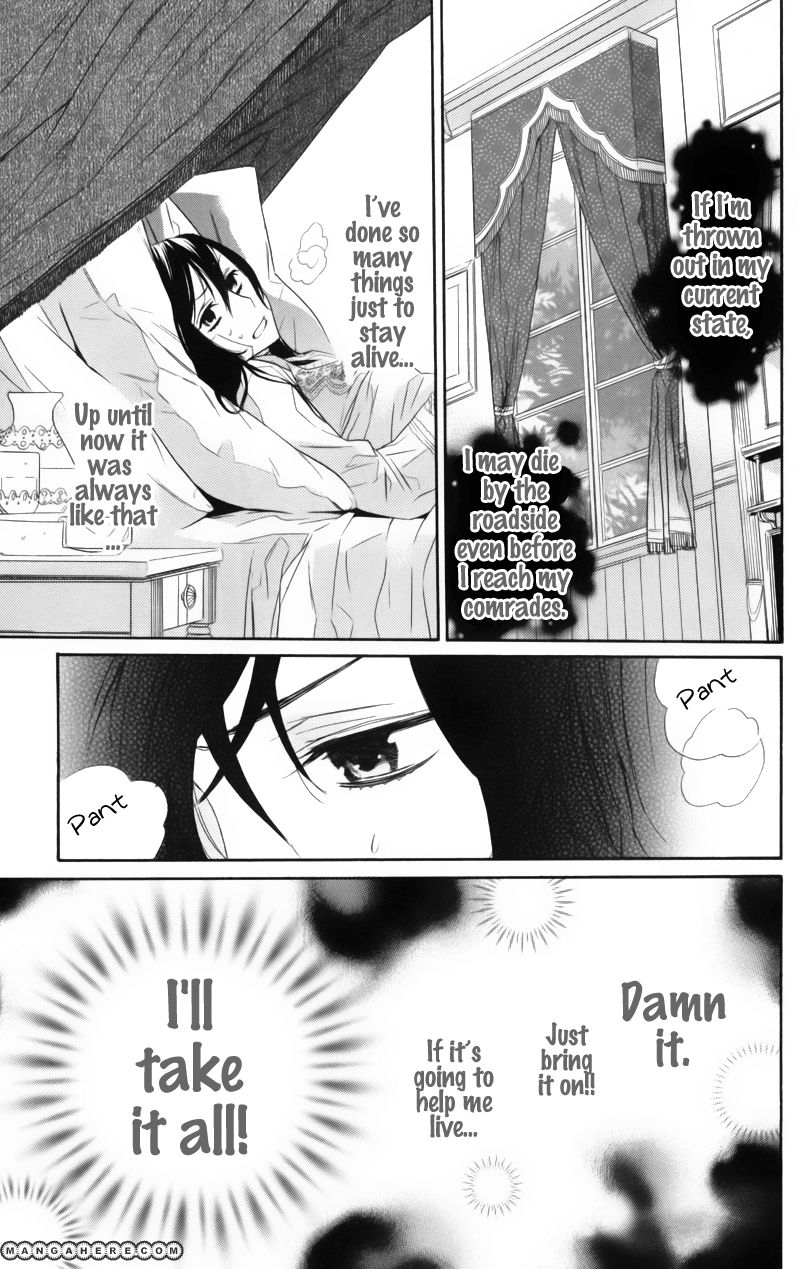 If I'm
thrown
out in my
current
state,
I may die
by the
roadside
even before
I reach my
comrades.
I've
done so
many
things
just to
stay
alive...
Up until
now it
was
always
like that
...
Pant
Pant
Damn
it.
Just
bring
it on!!
If it's
going to
help me
live...
I'll
take
it all!
MANGAHERE.COM